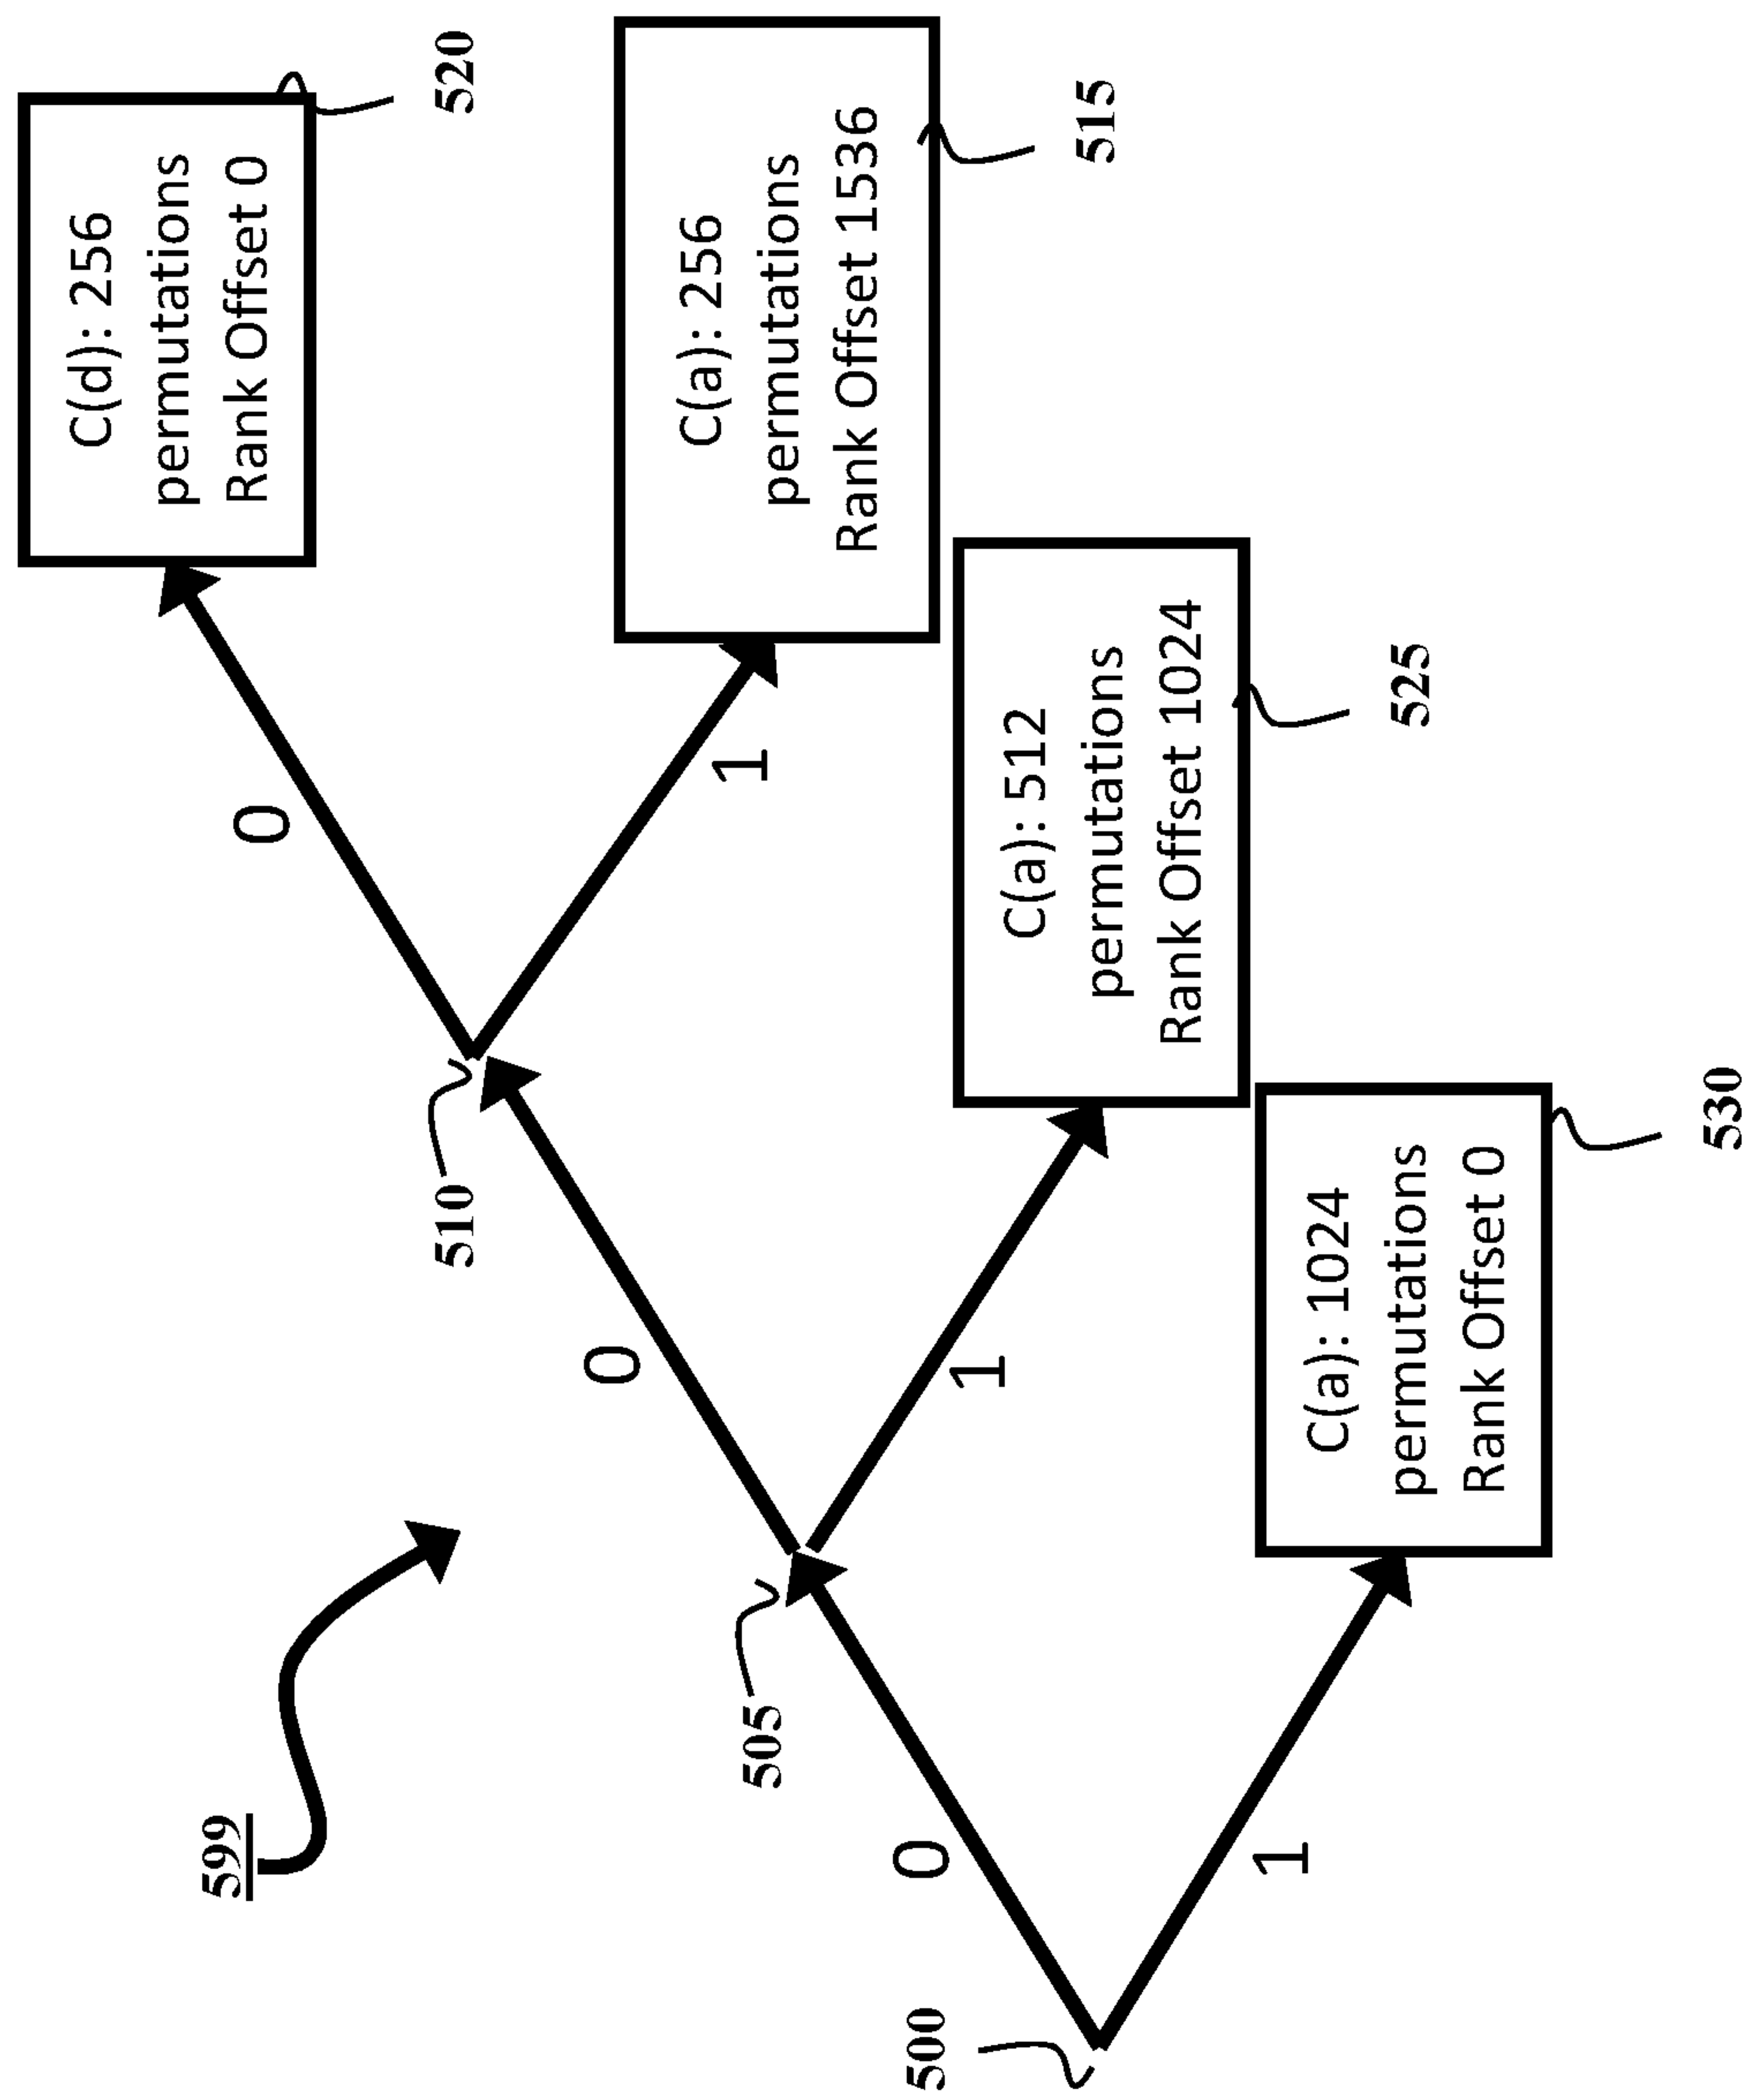 599
500
0
1
505
0
1
510
0
1
C(d): 256
permutations
Rank Offset 0
520
C(a): 256
permutations
Rank Offset 1536
515
C(a): 512
permutations
Rank Offset 1024
525
C(a): 1024
permutations
Rank Offset 0
530